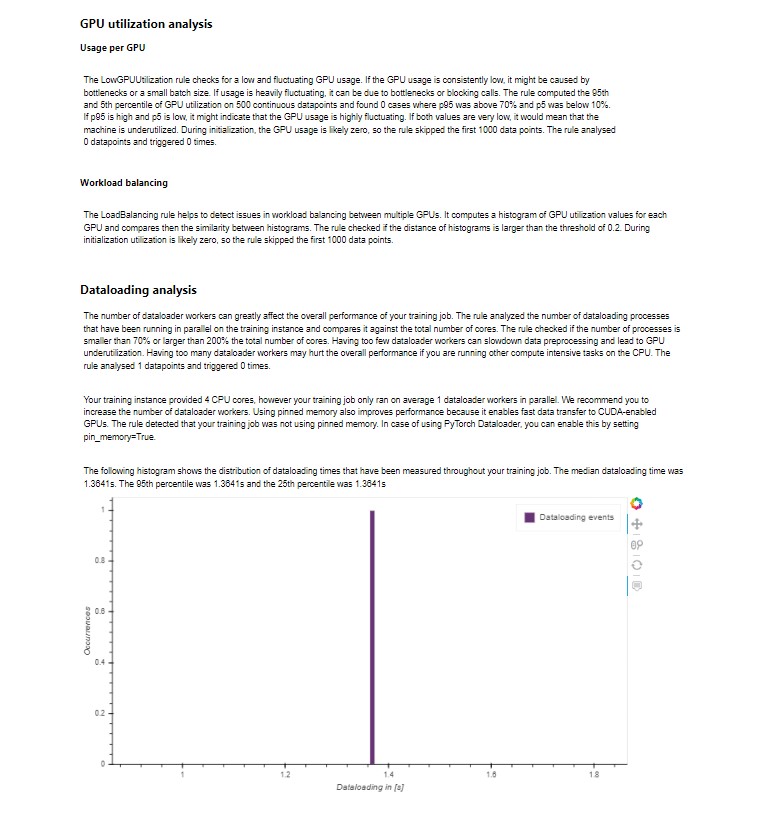 GPU utilization analysis
Usage per GPU
The LowGPUUtilization rule checks for a low and fluctuating GPU usage. If the GPU usage is consistently low, it might be caused by
bottlenecks or a small batch size. If usage is heavily fluctuating, it can be due to bottlenecks or blocking calls. The rule computed the 95th
and 5th percentile of GPU utilization on 500 continuous datapoints and found 0 cases where p95 was above 70% and p5 was below 10%.
If p95 is high and p5 is low, it might indicate that the GPU usage is highly fluctuating. If both values are very low, it would mean that the
machine is underutilized. During initialization, the GPU usage is likely zero, so the rule skipped the first 1000 data points. The rule analysed
0 datapoints and triggered 0 times.
Workload balancing
The LoadBalancing rule helps to detect issues in workload balancing between multiple GPUs. It computes a histogram of GPU utilization values for each
GPU and compares then the similarity between histograms. The rule checked if the distance of histograms is larger than the threshold of 0.2. During
initialization utilization is likely zero, so the rule skipped the first 1000 data points.
Dataloading analysis
The number of dataloader workers can greatly affect the overall performance of your training job. The rule analyzed the number of dataloading processes
that have been running in parallel on the training instance and compares it against the total number of cores. The rule checked if the number of processes is
smaller than 70% or larger than 200% the total number of cores. Having too few dataloader workers can slowdown data preprocessing and lead to GPU
underutilization. Having too many dataloader workers may hurt the overall performance if you are running other compute intensive tasks on the CPU. The
rule analysed 1 datapoints and triggered 0 times.
Your training instance provided 4 CPU cores, however your training job only ran on average 1 dataloader workers in parallel. We recommend you to
increase the number of dataloader workers. Using pinned memory also improves performance because it enables fast data transfer to CUDA-enabled
GPUs. The rule detected that your training job was not using pinned memory. In case of using PyTorch Dataloader, you can enable this by setting
pin_memory=True.
The following histogram shows the distribution of dataloading times that have been measured throughout your training job. The median dataloading time was
1.3641s. The 95th percentile was 1.3641s and the 25th percentile was 1.3641s
Dataloading events
1
0.8
0.6
0.4
0.2
0
Occurrences
1
1.2
1.4
1.6
1.8
Dataloading in [s]